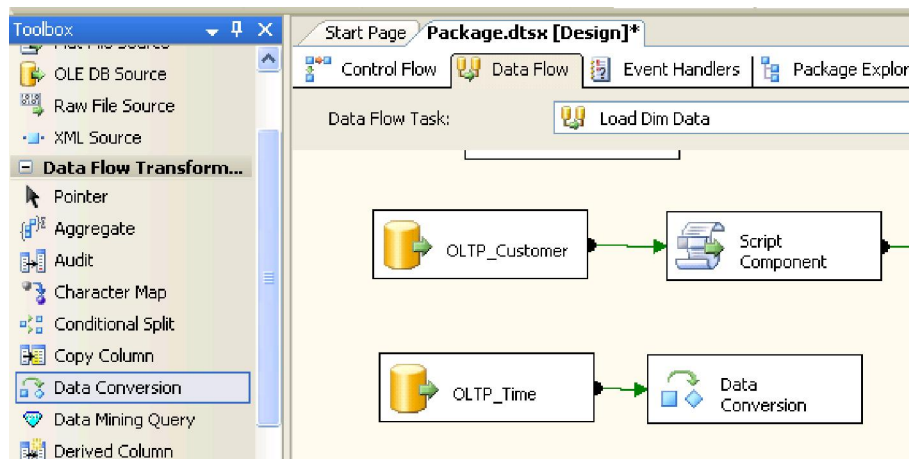 Toolbox
Start Page
Package.dtsx [Design]*
Control Flow
Data Flow
Event Handlers
Package Explor
Data Flow Task:
Load Dim Data
OLE DB Source
Raw File Source
XML Source
Data Flow Transform...
Pointer
Aggregate
Audit
Character Map
Conditional Split
Copy Column
Data Conversion
Data Mining Query
Derived Column
OLTP_Customer
Script
Component
OLTP_Time
Data
Conversion